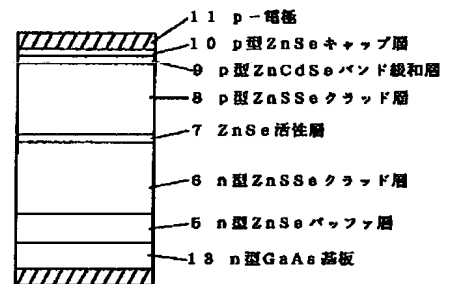 11 p-電極
10 p型ZnSeキャップ層
9 p型ZnCdSeバンド緩和層
8 p型ZnSSeクラッド層
7 ZnSe活性層
6 n型ZnSSeクラッド層
5 n型ZnSeバッファ層
13 n型GaAs基板